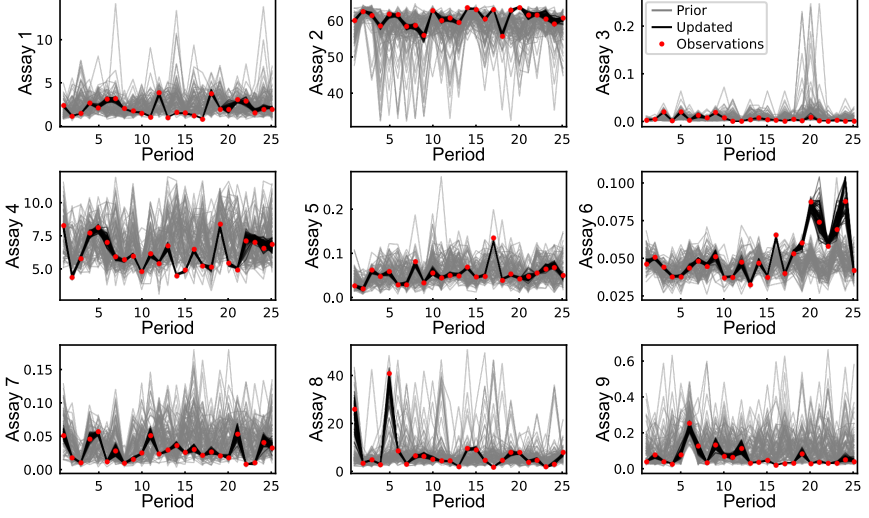 Assay 1
10
5
0
5 10 15 20 25
Period
Assay 2
60
40
5 10 15 20 25
Period
Assay 3
0.2
0.1
0.0
Prior
Updated
Observations
5 10 15 20 25
Period
Assay 4
10.0
7.5
5.0
5 10 15 20 25
Period
Assay 5
0.2
0.1
0.0
5 10 15 20 25
Period
Assay 6
0.100
0.075
0.050
0.025
5 10 15 20 25
Period
Assay 7
0.15
0.10
0.05
0.00
5 10 15 20 25
Period
Assay 8
40
20
0
5 10 15 20 25
Period
Assay 9
0.6
0.4
0.2
0.0
5 10 15 20 25
Period